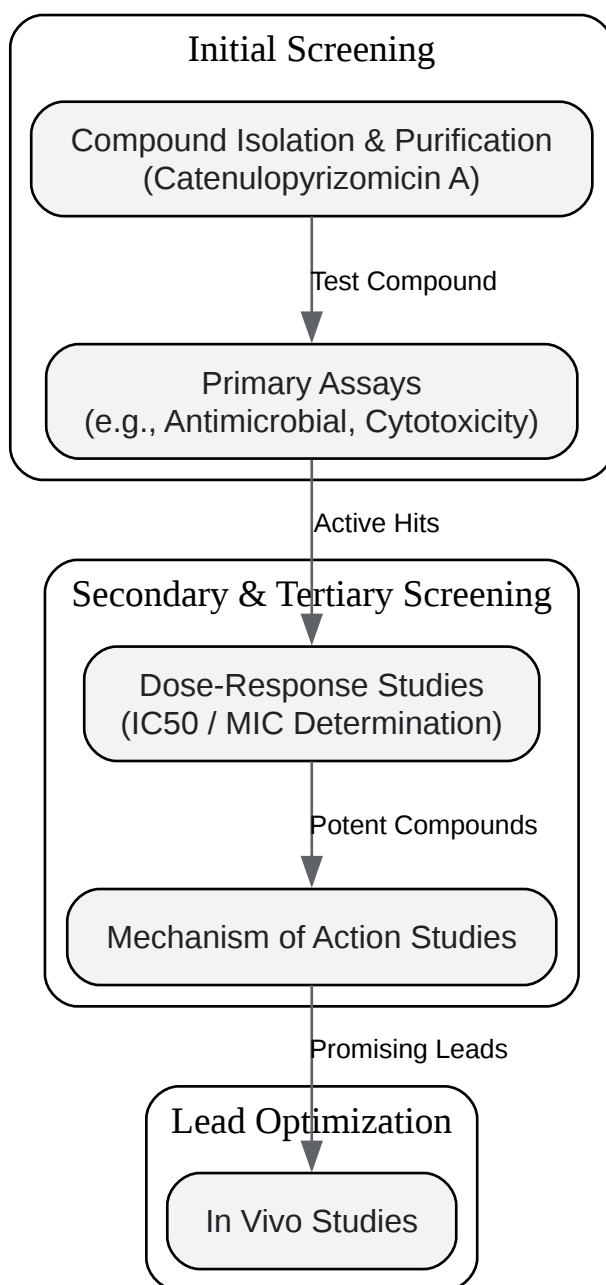 Initial Screening
Compound Isolation & Purification
(Catenulopyrizomicin A)
Test Compound
Primary Assays
(e.g., Antimicrobial, Cytotoxicity)
Active Hits
Secondary & Tertiary Screening
Dose-Response Studies
(IC50 / MIC Determination)
Potent Compounds
Mechanism of Action Studies
Promising Leads
Lead Optimization
In Vivo Studies